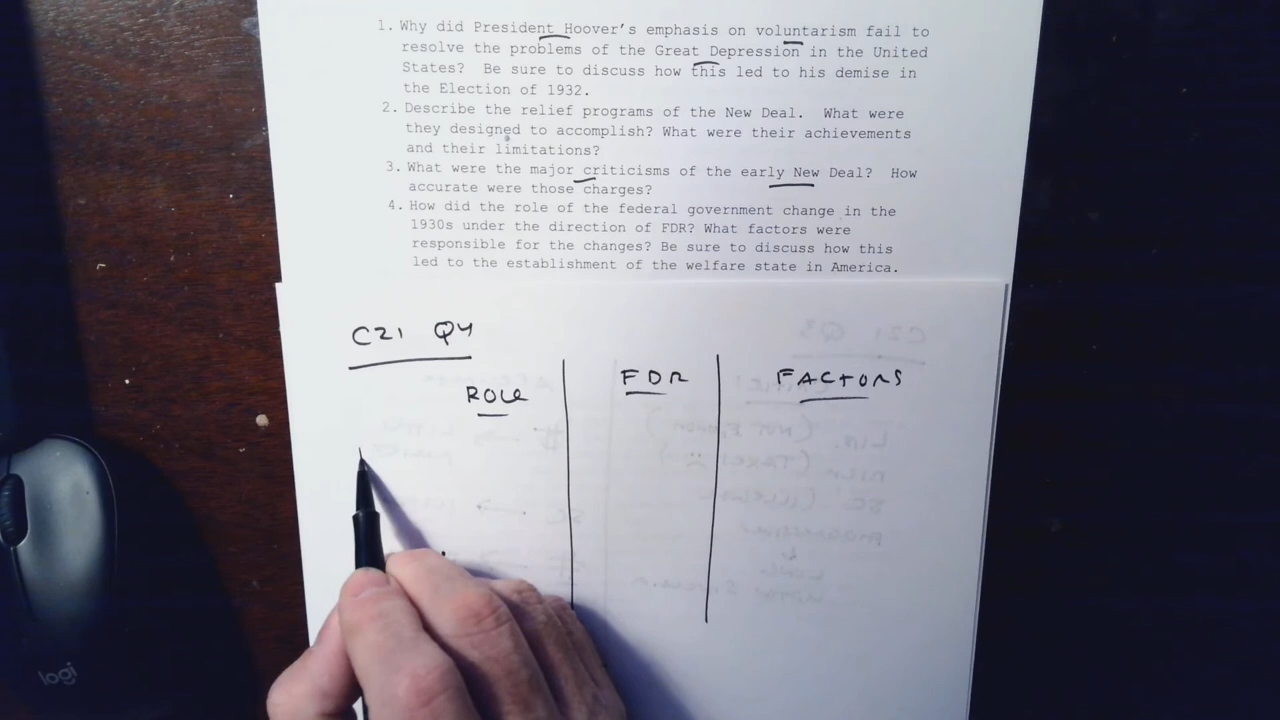 1. Why did President Hoover's emphasis on voluntarism fail to
resolve the problems of the Great Depression in the United
States? Be sure to discuss how this led to his demise in
the Election of 1932.
2. Describe the relief programs of the New Deal. What were
they designed to accomplish? What were their achievements
and their limitations?
3. What were the major criticisms of the early New Deal? How
accurate were those charges?
4. How did the role of the federal government change in the
1930s under the direction of FDR? What factors were
responsible for the changes? Be sure to discuss how this
led to the establishment of the welfare state in America.
C21 Q4
ROLE FDR FACTORS
logi